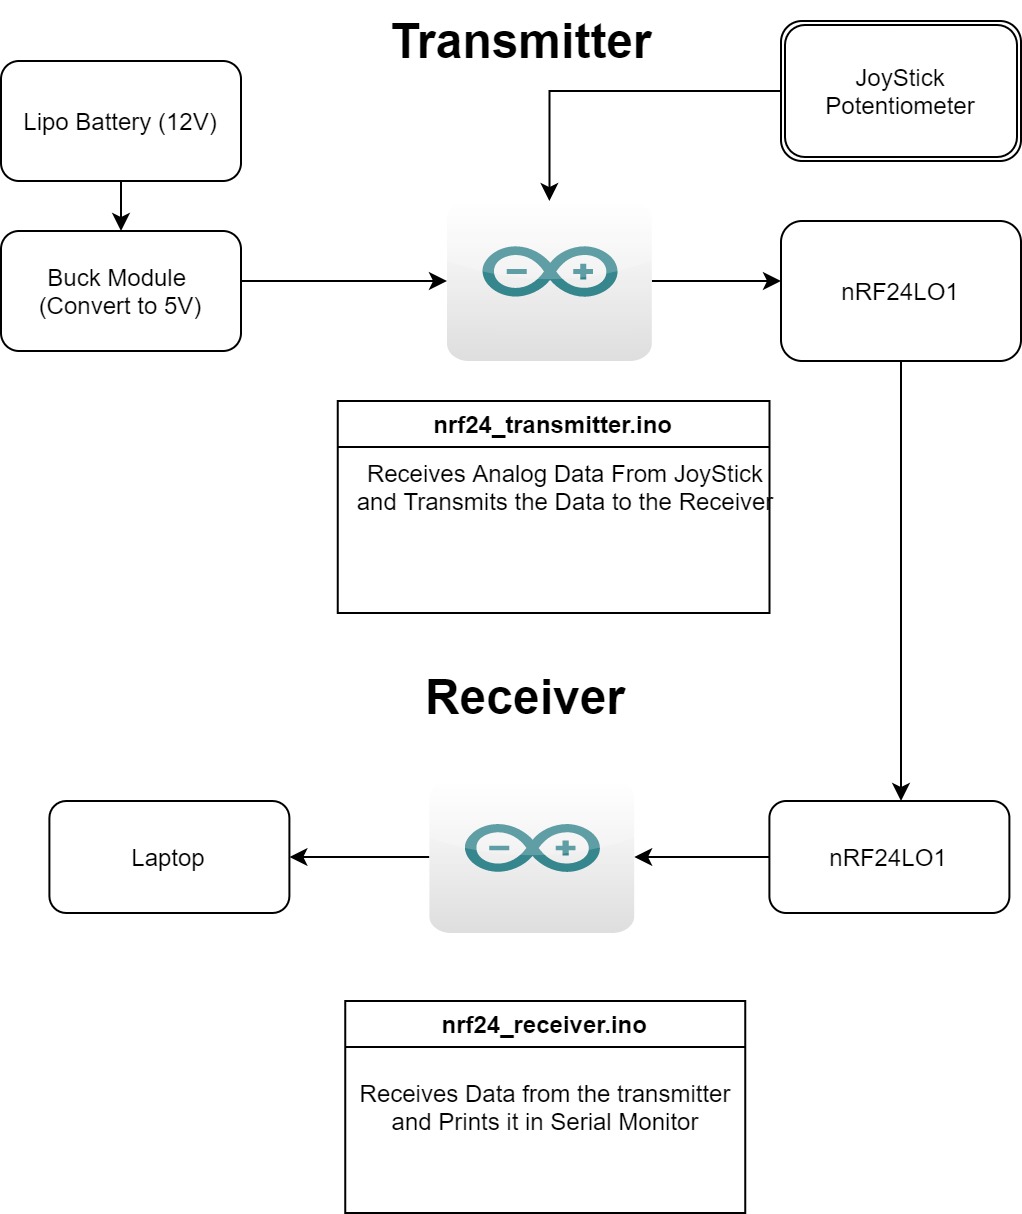 Transmitter
JoyStick
Potentiometer
Lipo Battery (12V)
Buck Module
(Convert to 5V)
nRF24LO1
nrf24_transmitter.ino
Receives Analog Data From JoyStick
and Transmits the Data to the Receiver
Receiver
Laptop
nRF24LO1
nrf24_receiver.ino
Receives Data from the transmitter
and Prints it in Serial Monitor